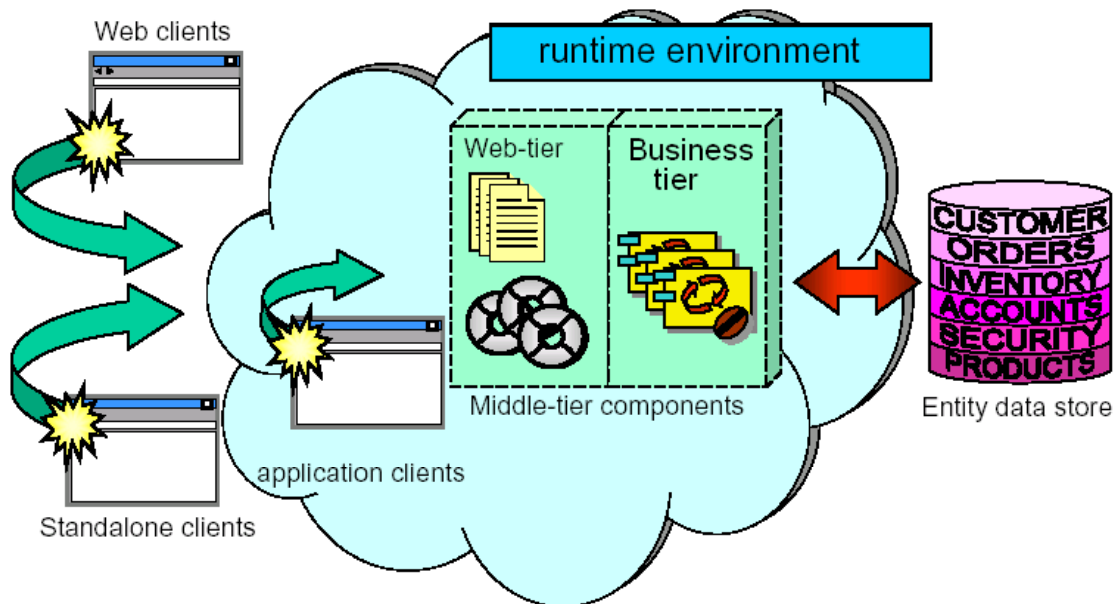 Web clients
runtime environment
Web-tier
Business
tier
CUSTOMER
ORDERS
INVENTORY
ACCOUNTS
SECURITY
PRODUCTS
Middle-tier components
Entity data store
application clients
Standalone clients